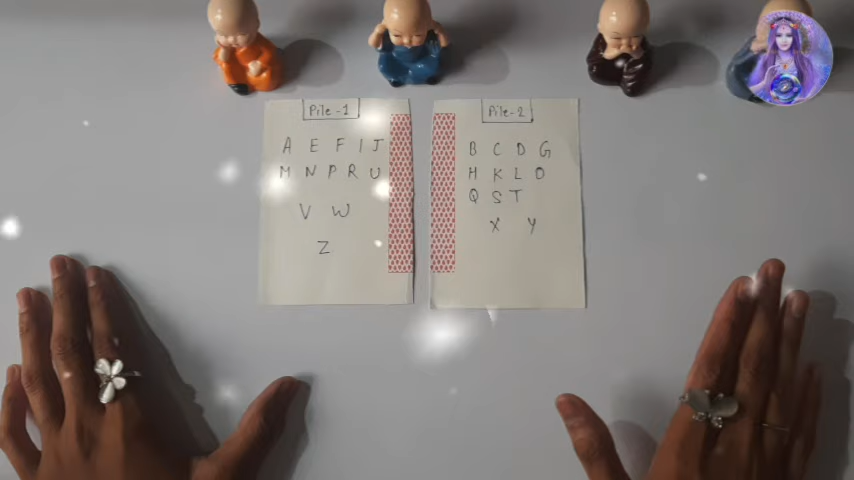 Pile-1
A E F I J
M N P R U
V W
Z
Pile-2
B C D G
H K L O
Q S T
X Y